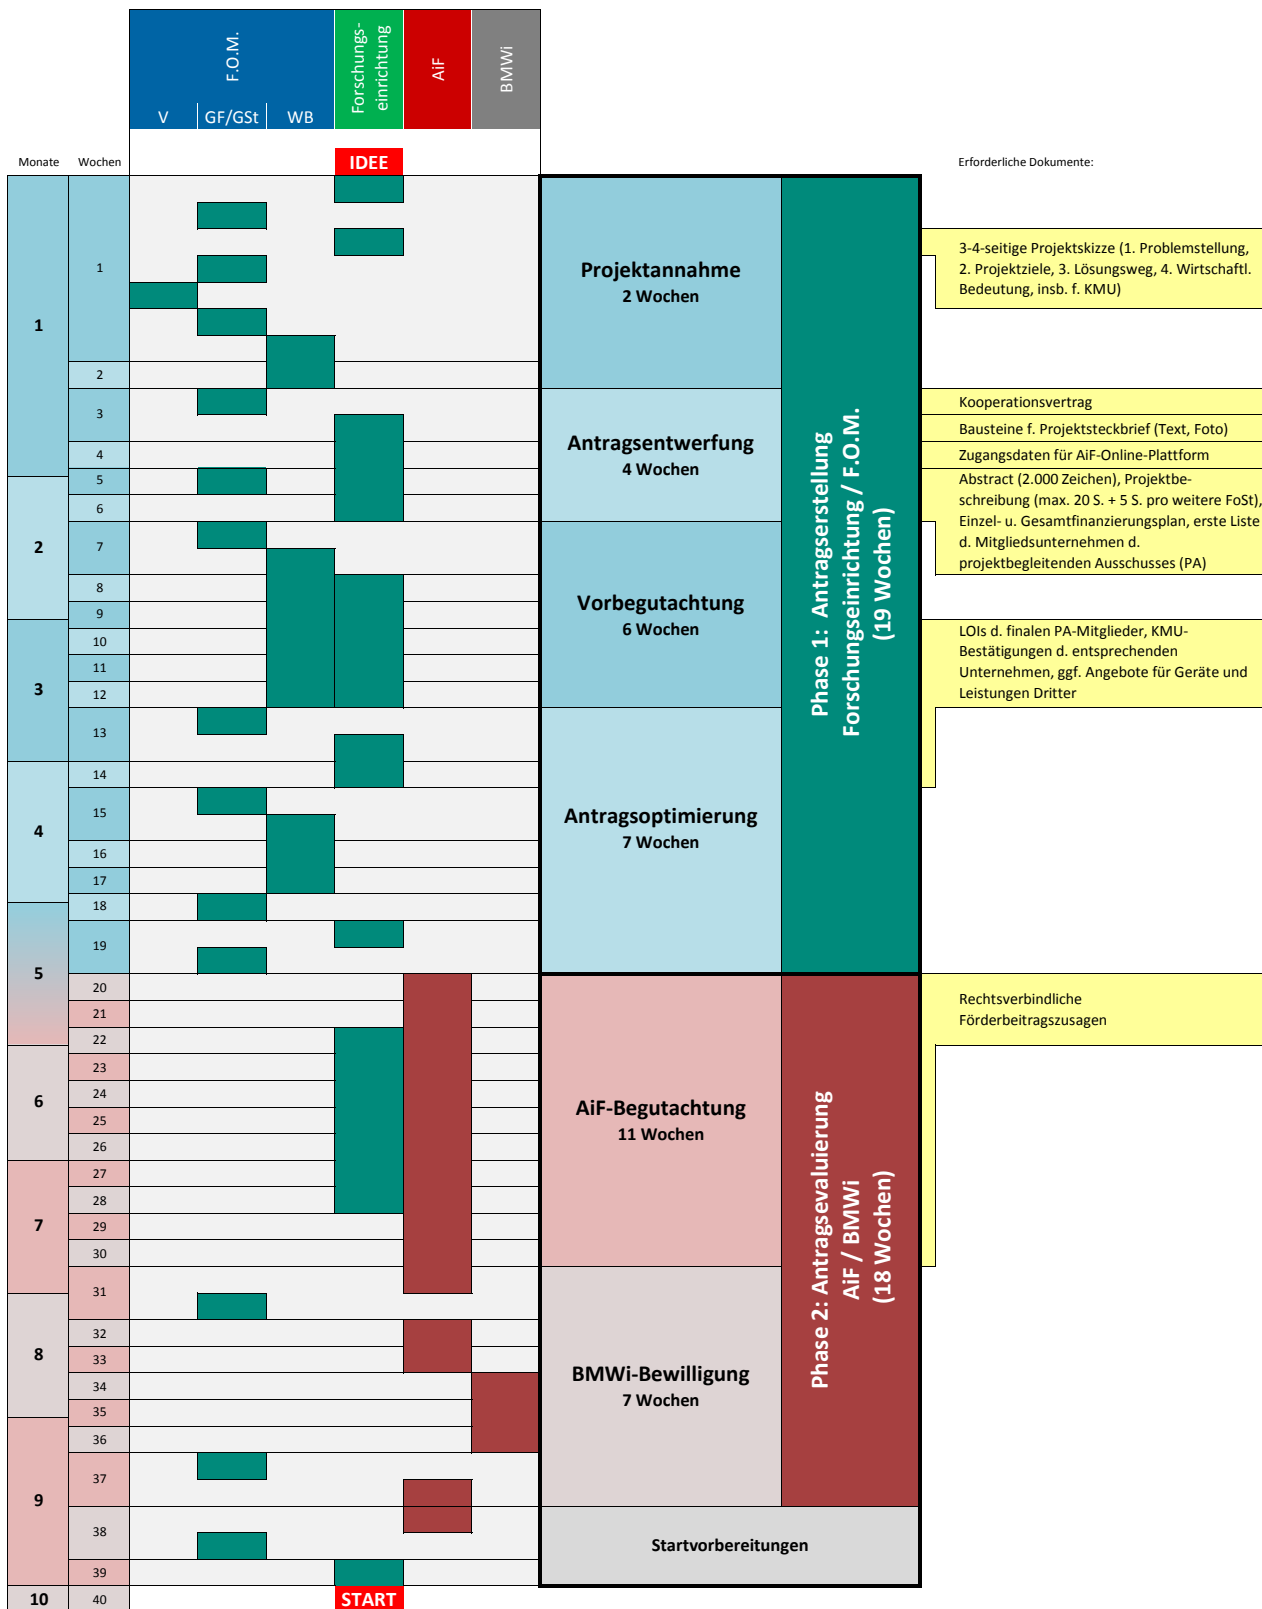 F.O.M.
Forschungs-
einrichtung
AiF
BMWi
V
GF/GSt
WB
Monate
Wochen
IDEE
Erforderliche Dokumente:
1
2
3
4
5
6
7
8
9
10
1
2
3
4
5
6
7
8
9
10
11
12
13
14
15
16
17
18
19
20
21
22
23
24
25
26
27
28
29
30
31
32
33
34
35
36
37
38
39
40
Projektannahme
2 Wochen
Antragsentwerfung
4 Wochen
Vorbegutachtung
6 Wochen
Antragsoptimierung
7 Wochen
AiF-Begutachtung
11 Wochen
BMWi-Bewilligung
7 Wochen
Startvorbereitungen
START
Phase 1: Antragserstellung
Forschungseinrichtung / F.O.M.
(19 Wochen)
Phase 2: Antragsevaluierung
AiF / BMWi
(18 Wochen)
3-4-seitige Projektskizze (1. Problemstellung,
2. Projektziele, 3. Lösungsweg, 4. Wirtschaftl.
Bedeutung, insb. f. KMU)
Kooperationsvertrag
Bausteine f. Projektsteckbrief (Text, Foto)
Zugangsdaten für AiF-Online-Plattform
Abstract (2.000 Zeichen), Projektbe-
schreibung (max. 20 S. + 5 S. pro weitere FoSt),
Einzel- u. Gesamtfinanzierungsplan, erste Liste
d. Mitgliedsunternehmen d.
projektbegleitenden Ausschusses (PA)
LOIs d. finalen PA-Mitglieder, KMU-
Bestätigungen d. entsprechenden
Unternehmen, ggf. Angebote für Geräte und
Leistungen Dritter
Rechtsverbindliche
Förderbeitragszusagen